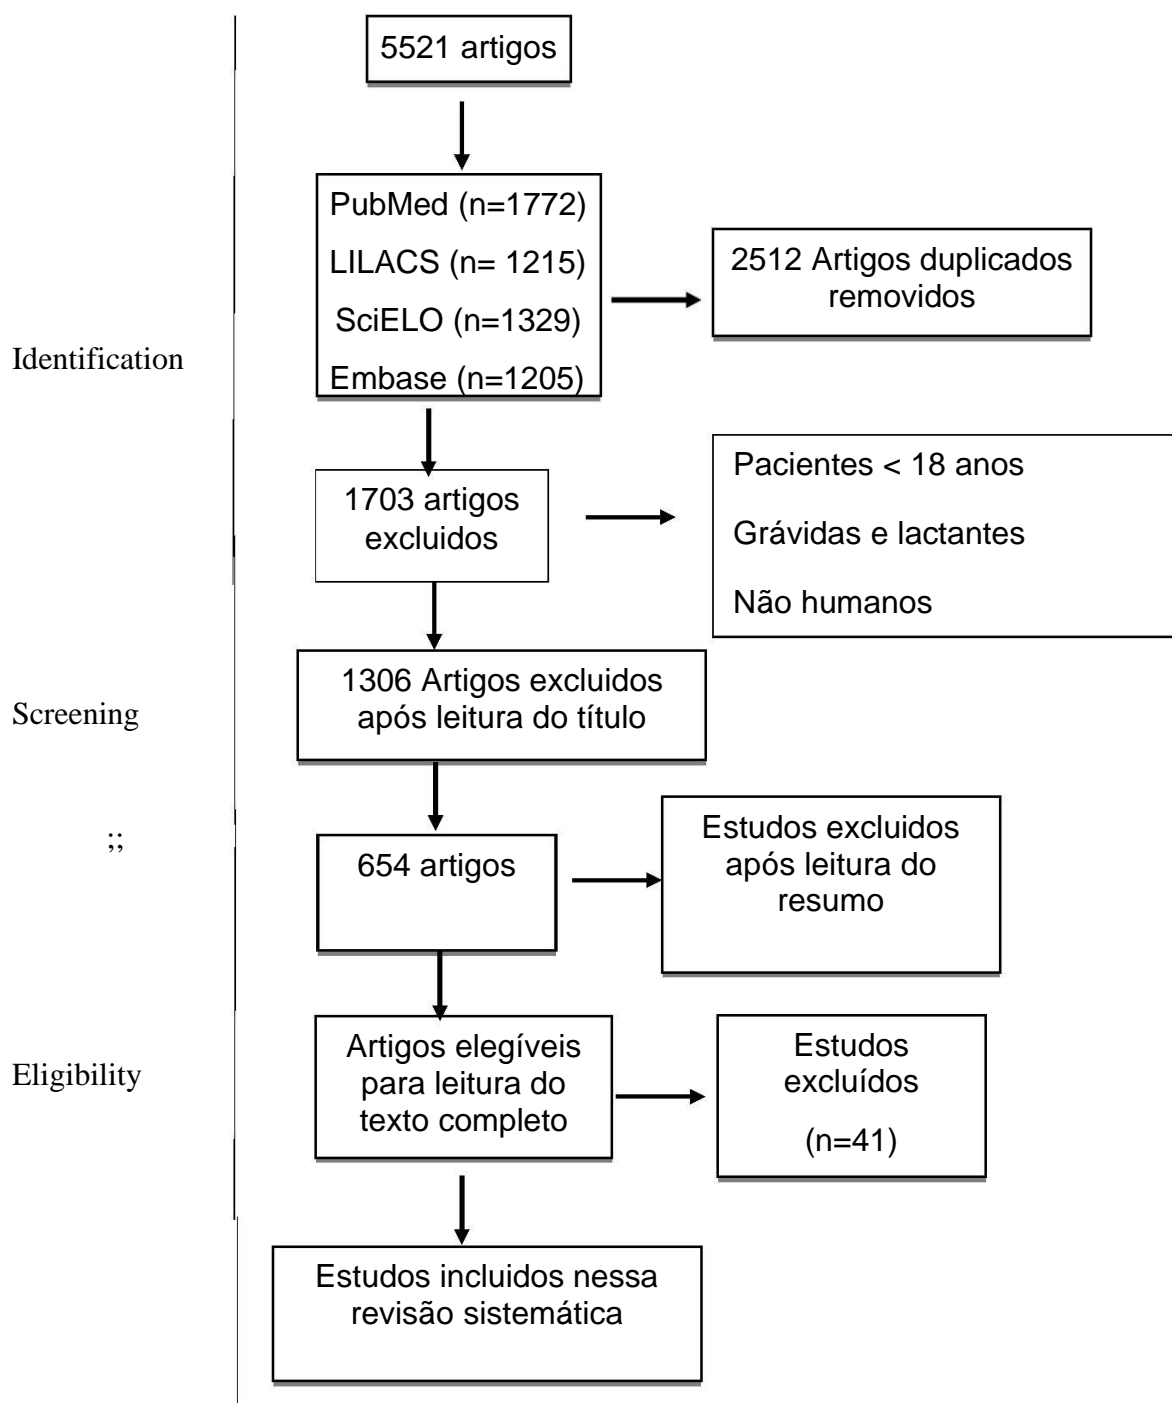 5521 artigos
PubMed (n=1772)
LILACS (n= 1215)
SciELO (n=1329)
Embase (n=1205)
2512 Artigos duplicados
removidos
Identification
1703 artigos
excluidos
Pacientes < 18 anos
Grávidas e lactantes
Não humanos
1306 Artigos excluidos
após leitura do título
Screening
;;
654 artigos
Estudos excluidos
após leitura do
resumo
Eligibility
Artigos elegíveis
para leitura do
texto completo
Estudos
excluídos
(n=41)
Estudos incluidos nessa
revisão sistemática